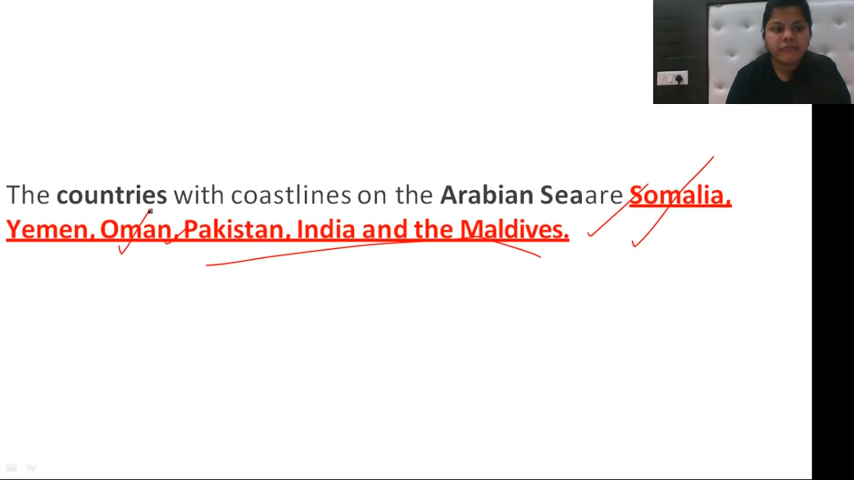 The countries with coastlines on the Arabian Seaare Somalia,
Yemen, Oman, Pakistan, India and the Maldives.